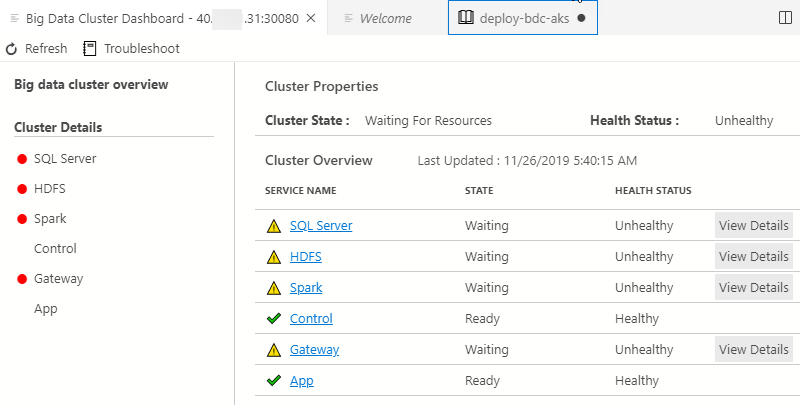 Big Data Cluster Dashboard - 40. .31:30080 Welcome deploy-bdc-aks
Refresh Troubleshoot
Big data cluster overview
Cluster Details
SQL Server
HDFS
Spark
Control
Gateway
App
Cluster Properties
Cluster State : Waiting For Resources Health Status : Unhealthy
Cluster Overview Last Updated : 11/26/2019 5:40:15 AM
SERVICE NAME STATE HEALTH STATUS
SQL Server Waiting Unhealthy View Details
HDFS Waiting Unhealthy View Details
Spark Waiting Unhealthy View Details
Control Ready Healthy
Gateway Waiting Unhealthy View Details
App Ready Healthy